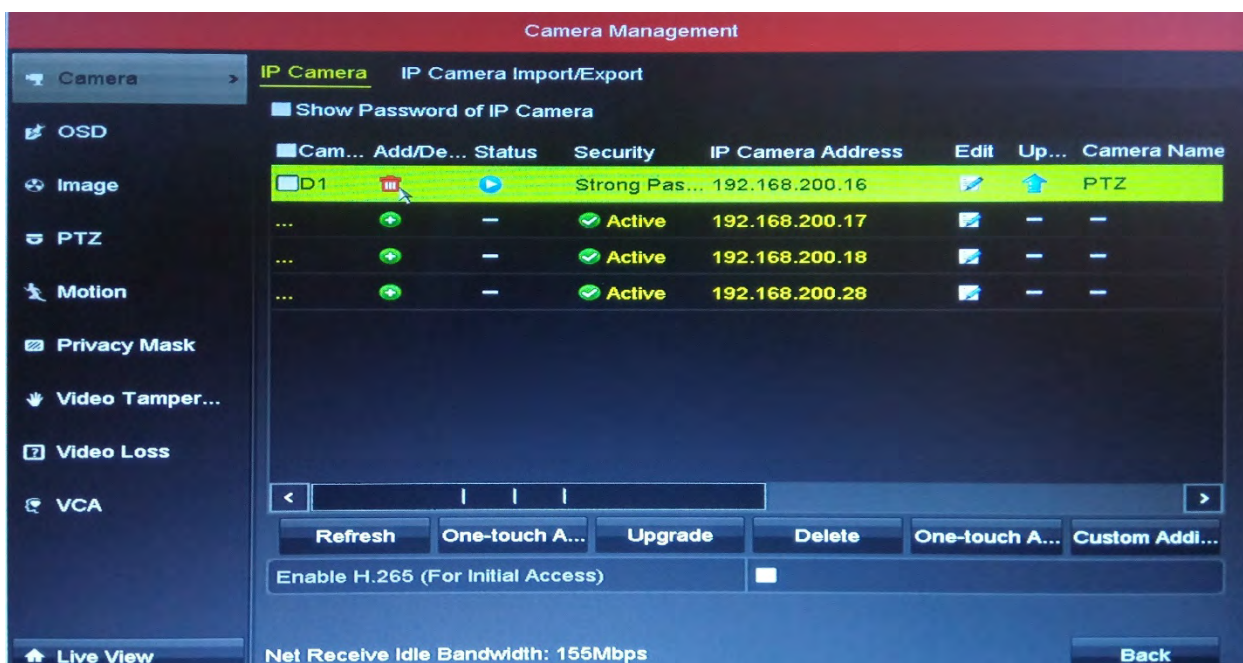 Camera Management
Camera >
IP Camera IP Camera Import/Export
Show Password of IP Camera
OSD
Cam... Add/De... Status Security IP Camera Address Edit Up... Camera Name
Image
D1 Strong Pas... 192.168.200.16 PTZ
... – Active 192.168.200.17 – –
PTZ
... – Active 192.168.200.18 – –
Motion
... – Active 192.168.200.28 – –
Privacy Mask
Video Tamper...
Video Loss
VCA
< >
Refresh One-touch A... Upgrade Delete One-touch A... Custom Addi...
Enable H.265 (For Initial Access)
Live View
Net Receive Idle Bandwidth: 155Mbps
Back